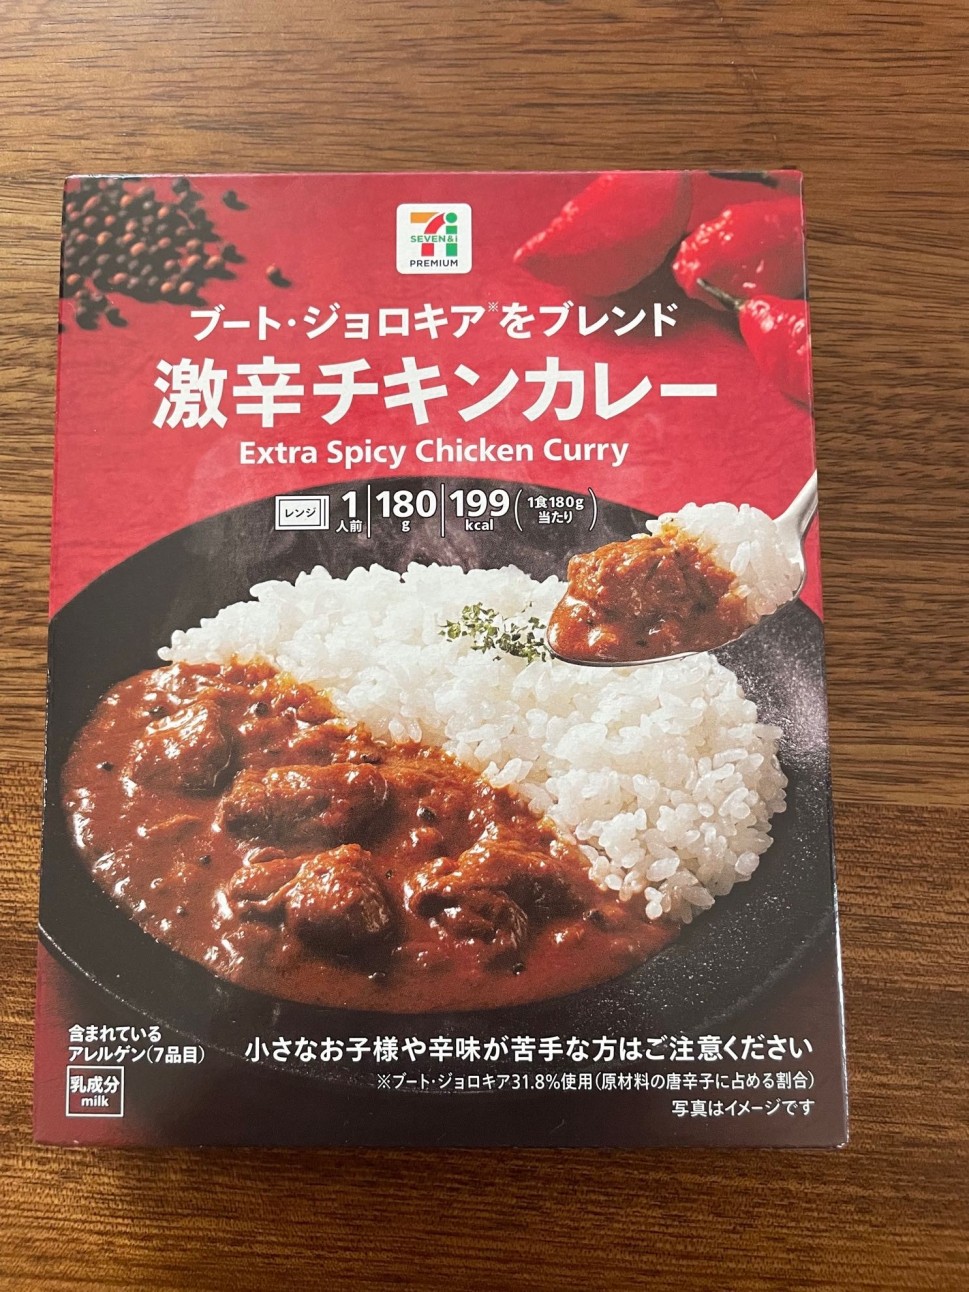 SEVEN&i
PREMIUM
ブート・ジョロキア※をブレンド
激辛チキンカレー
Extra Spicy Chicken Curry
レンジ 1人前 180g 199kcal (1食180g当たり)
含まれている
アレルゲン(7品目)
乳成分
milk
小さなお子様や辛味が苦手な方はご注意ください
※ブート・ジョロキア31.8%使用(原材料の唐辛子に占める割合)
写真はイメージです